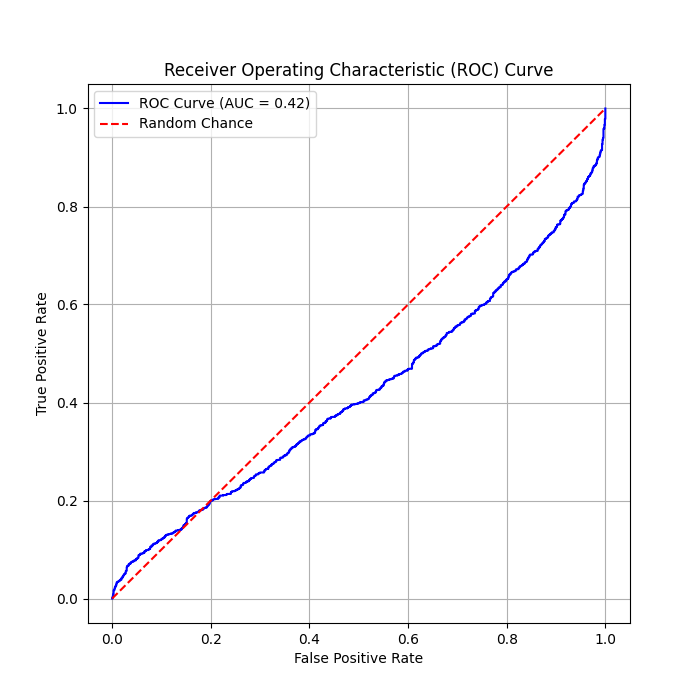 Receiver Operating Characteristic (ROC) Curve
ROC Curve (AUC = 0.42)
Random Chance
1.0
0.8
0.6
0.4
0.2
0.0
True Positive Rate
0.0 0.2 0.4 0.6 0.8 1.0
False Positive Rate